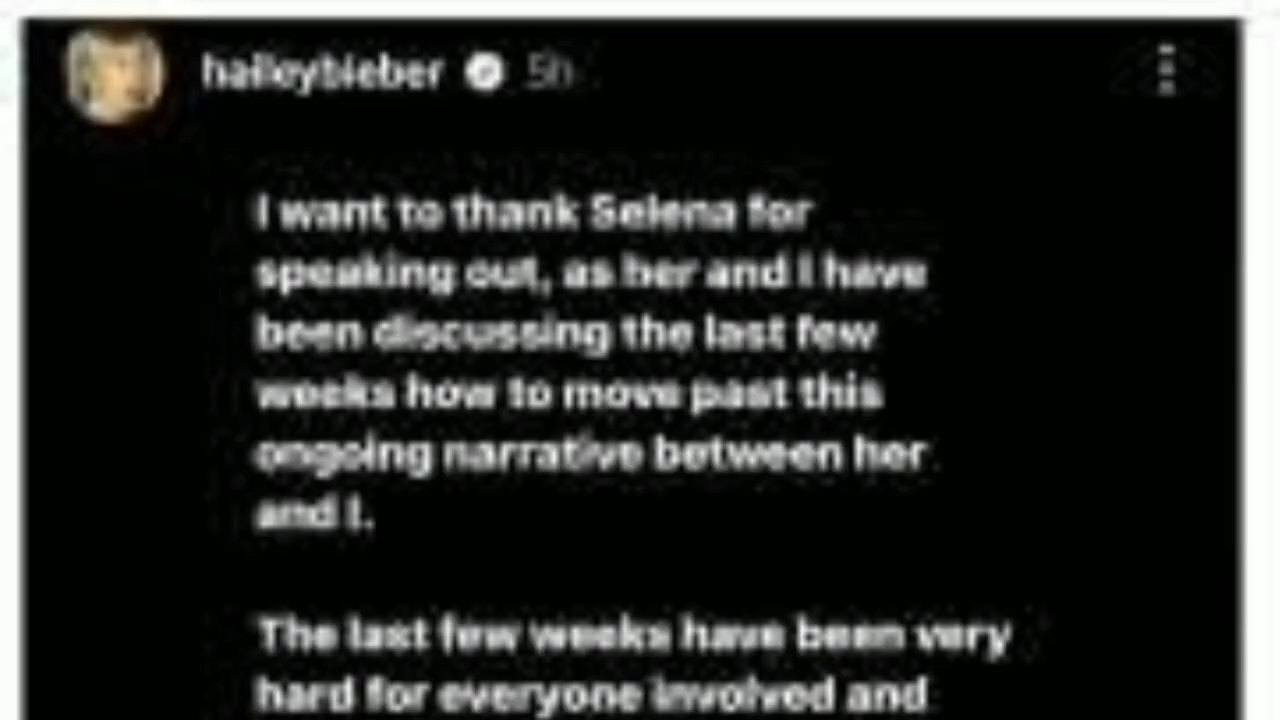 haileybieber 5h
I want to thank Selena for
speaking out, as her and I have
been discussing the last few
weeks how to move past this
ongoing narrative between her
and I.
The last few weeks have been very
hard for everyone involved and